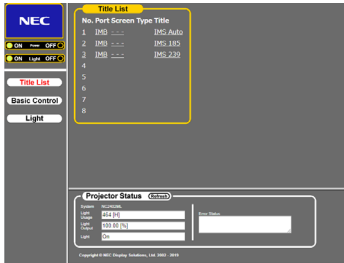 NEC
ON Power OFF
ON Light OFF
Title List
Basic Control
Light
Title List
No. Port Screen Type Title
1 IMB --- IMS Auto
2 IMB --- IMS 185
3 IMB --- IMS 239
4
5
6
7
8
Projector Status (Refresh)
System NC2402ML
Light Usage 464 [H]
Light Output 100.00 [%]
Light On
Error Status
Copyright © NEC Display Solutions, Ltd. 2003 - 2019